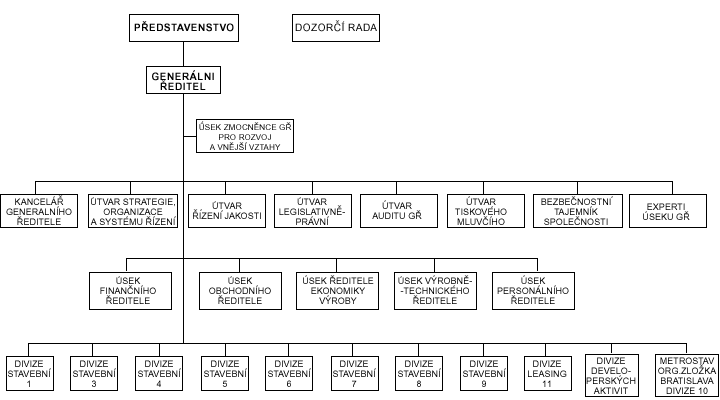 PŘEDSTAVENSTVO
DOZORČÍ RADA
GENERÁLNI
ŘEDITEL
ÚSEK ZMOCNĚNCE GŘ
PRO ROZVOJ
A VNĚJŠÍ VZTAHY
KANCELÁŘ
GENERALNÍHO
ŘEDITELE
ÚTVAR STRATEGIE,
ORGANIZACE
A SYSTÉMU ŘÍZENÍ
ÚTVAR
ŘÍZENÍ JAKOSTI
ÚTVAR
LEGISLATIVNĚ-
PRÁVNÍ
ÚTVAR
AUDITU GŘ
ÚTVAR
TISKOVÉHO
MLUVČÍHO
BEZBEČNOSTNÍ
TAJEMNÍK
SPOLEČNOSTI
EXPERTI
ÚSEKU GŘ
ÚSEK
FINANČNÍHO
ŘEDITELE
ÚSEK
OBCHODNÍHO
ŘEDITELE
ÚSEK ŘEDITELE
EKONOMIKY
VÝROBY
ÚSEK VÝROBNĚ-
-TECHNICKÉHO
ŘEDITELE
ÚSEK
PERSONÁLNÍHO
ŘEDITELE
DIVIZE
STAVEBNÍ
1
DIVIZE
STAVEBNÍ
3
DIVIZE
STAVEBNÍ
4
DIVIZE
STAVEBNÍ
5
DIVIZE
STAVEBNÍ
6
DIVIZE
STAVEBNÍ
7
DIVIZE
STAVEBNÍ
8
DIVIZE
STAVEBNÍ
9
DIVIZE
LEASING
11
DIVIZE
DEVELO-
PERSKÝCH
AKTIVIT
METROSTAV
ORG.ZLOŽKA
BRATISLAVA
DIVIZE 10